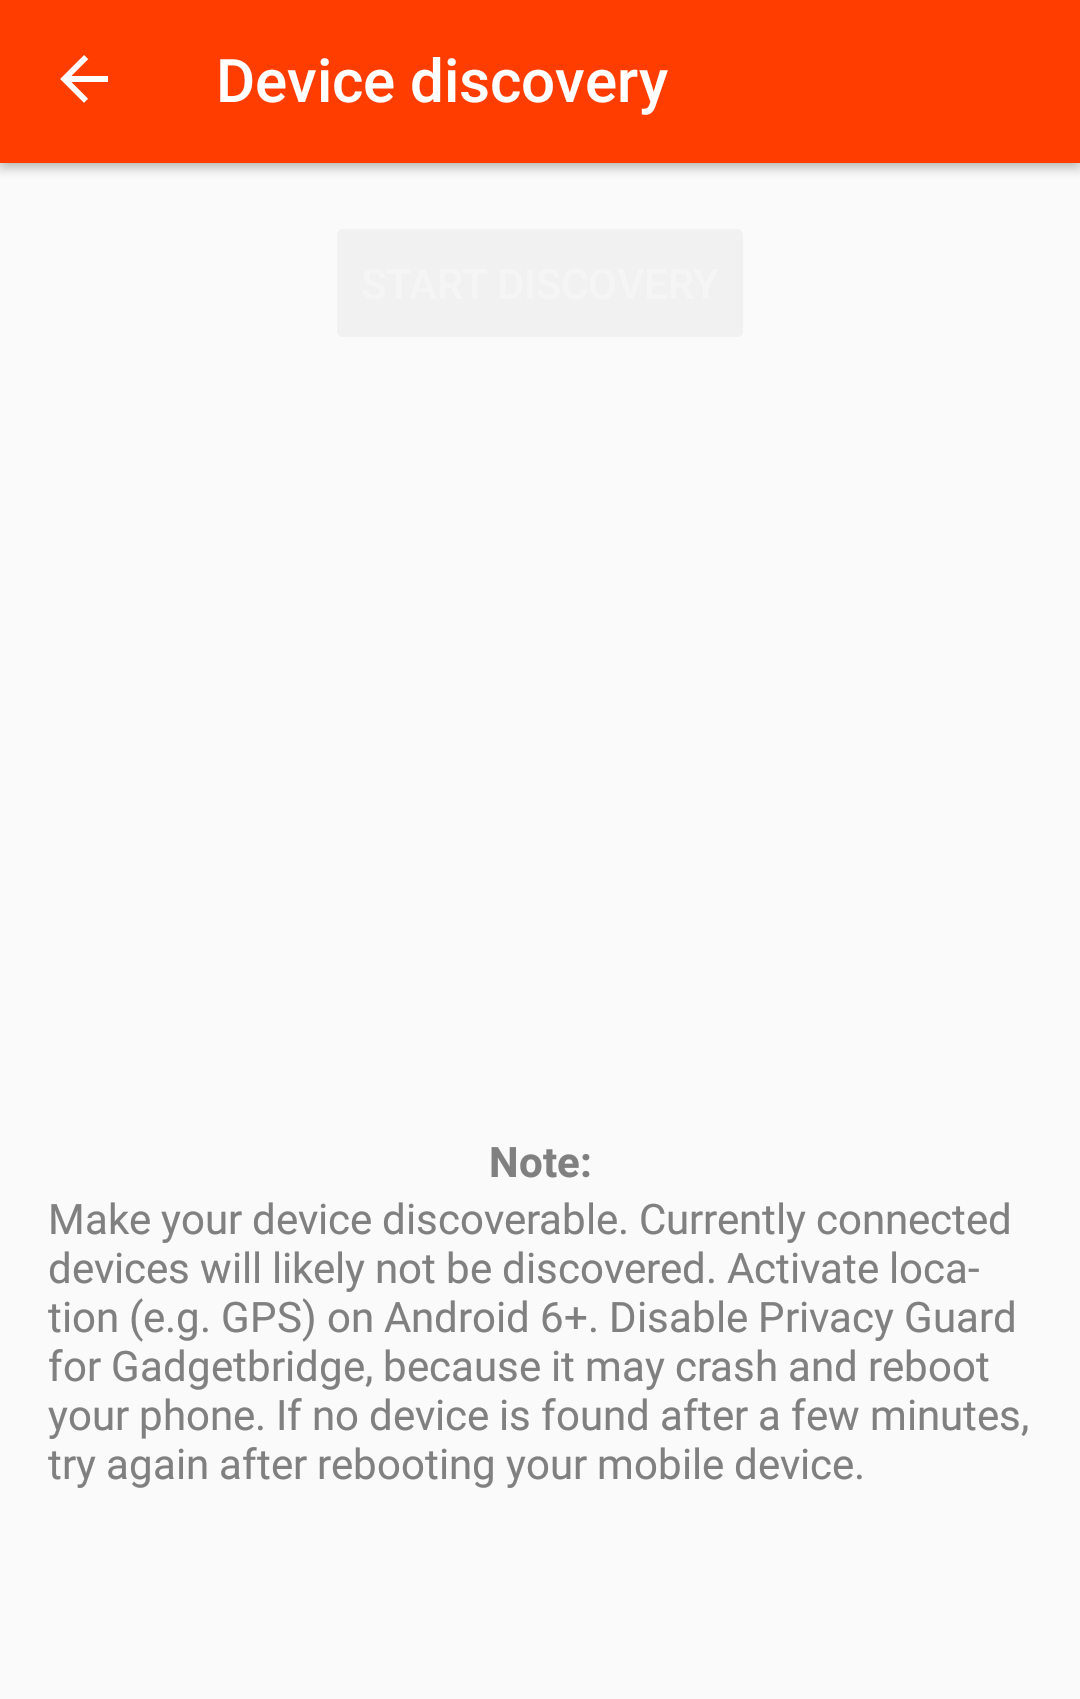 Device discovery
START DISCOVERY
Note:
Make your device discoverable. Currently connected
devices will likely not be discovered. Activate loca-
tion (e.g. GPS) on Android 6+. Disable Privacy Guard
for Gadgetbridge, because it may crash and reboot
your phone. If no device is found after a few minutes,
try again after rebooting your mobile device.